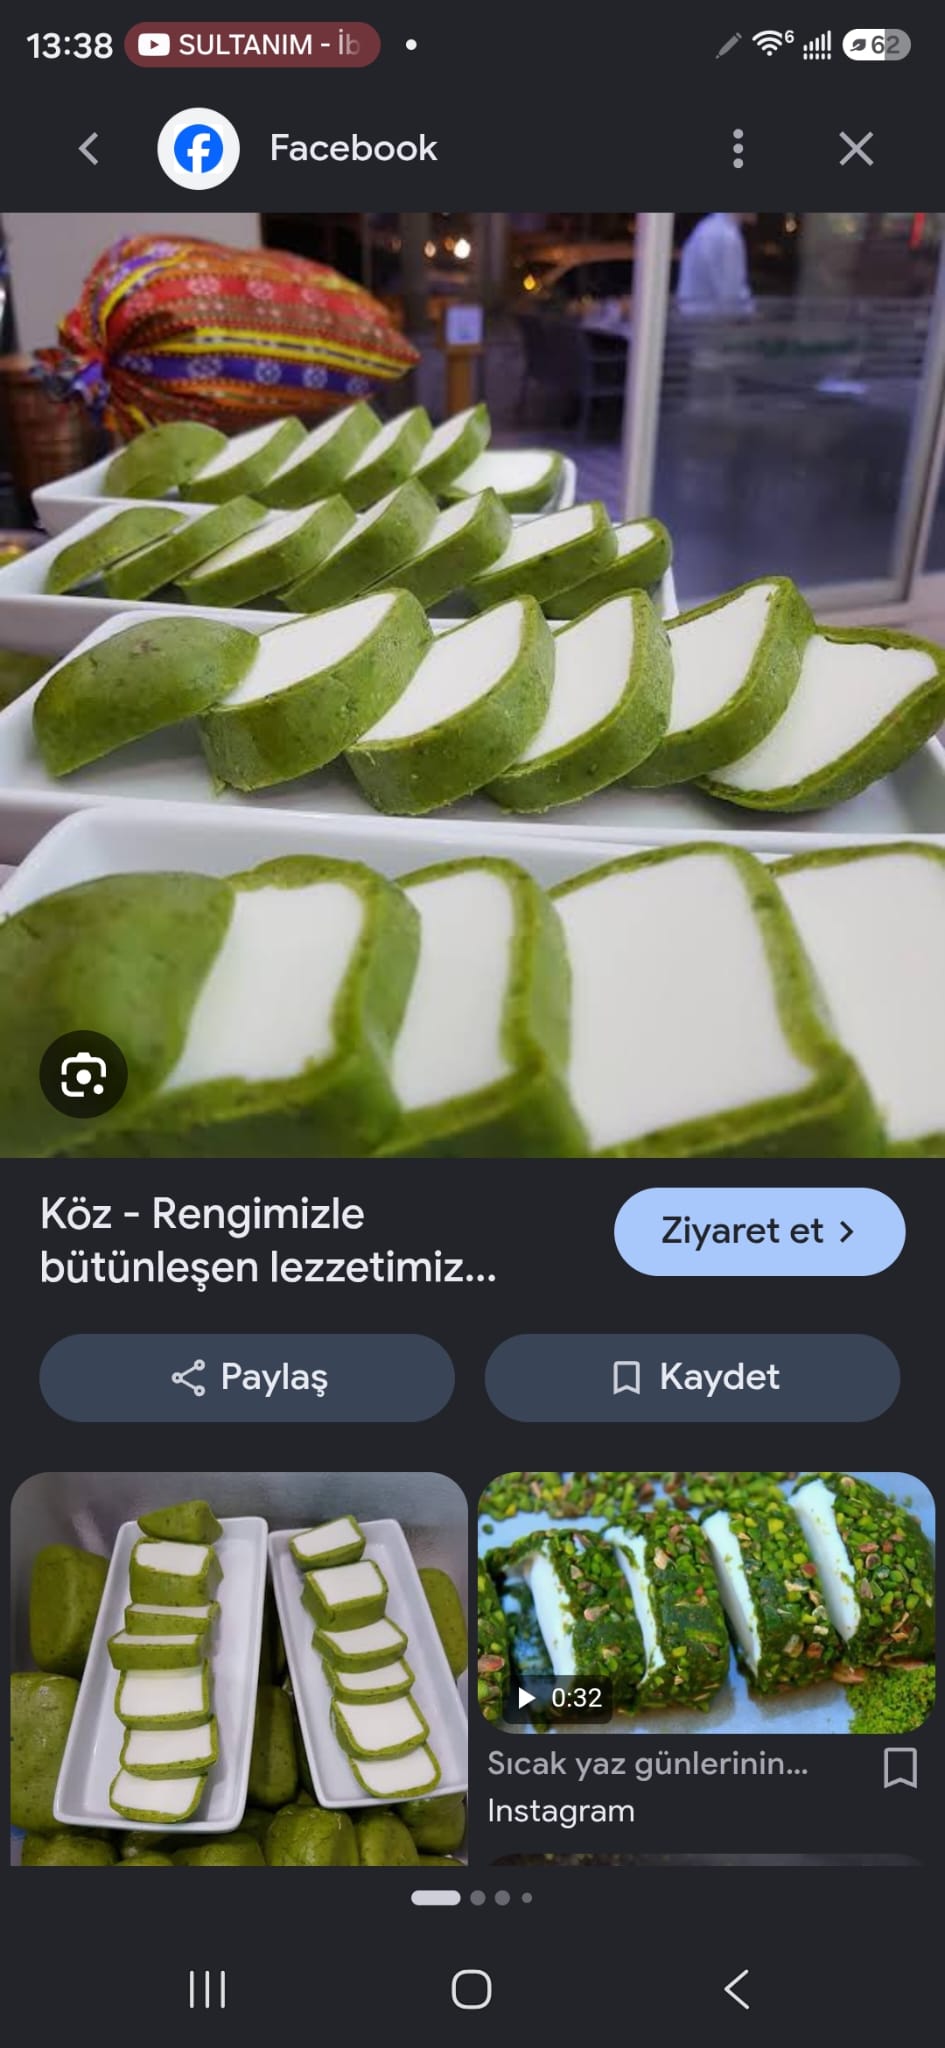 13:38 SULTANIM - İb 6 62
Facebook
Köz - Rengimizle
bütünleşen lezzetimiz...
Ziyaret et
Paylaş
Kaydet
0:32
Sıcak yaz günlerinin...
Instagram